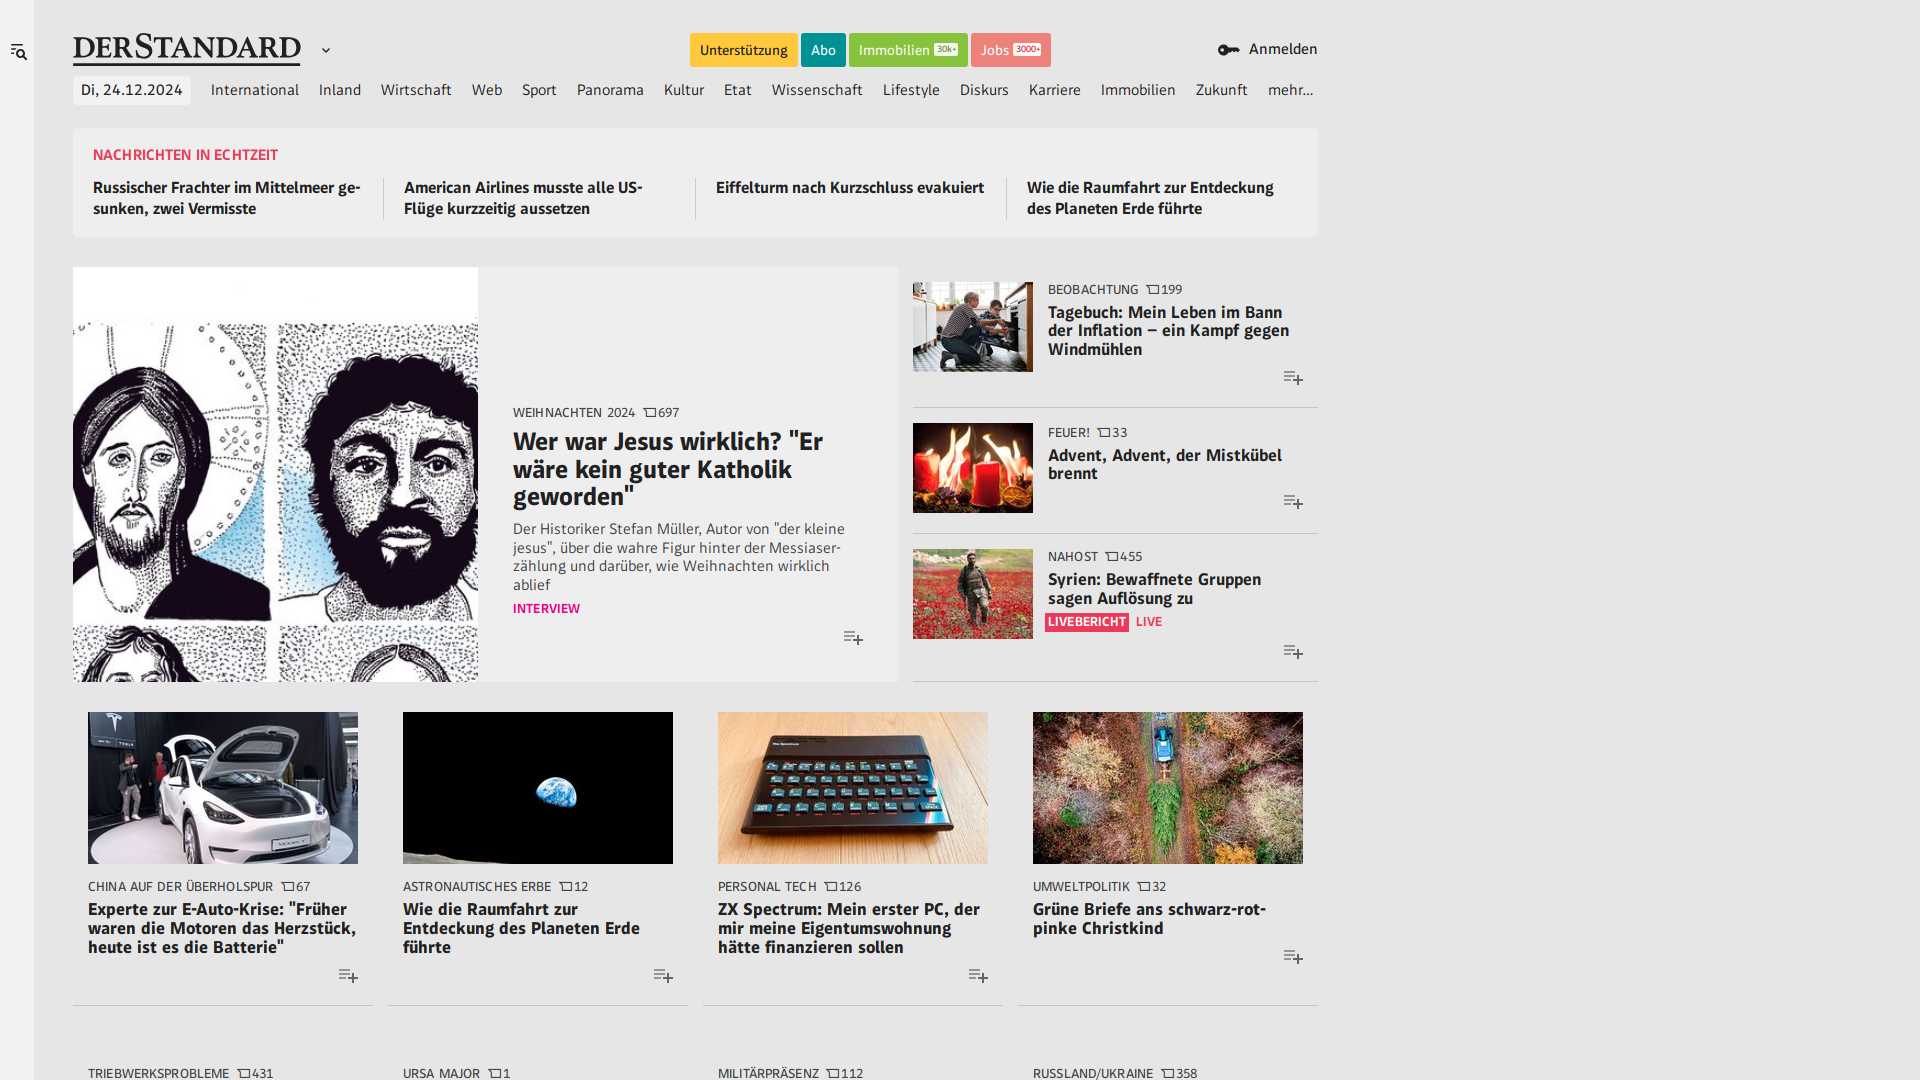 DERSTANDARD
Unterstützung
Abo
Immobilien 30k+
Jobs 3000+
Anmelden
Di, 24.12.2024
International
Inland
Wirtschaft
Web
Sport
Panorama
Kultur
Etat
Wissenschaft
Lifestyle
Diskurs
Karriere
Immobilien
Zukunft
mehr...
NACHRICHTEN IN ECHTZEIT
Russischer Frachter im Mittelmeer ge-
sunken, zwei Vermisste
American Airlines musste alle US-
Flüge kurzzeitig aussetzen
Eiffelturm nach Kurzschluss evakuiert
Wie die Raumfahrt zur Entdeckung
des Planeten Erde führte
WEIHNACHTEN 2024 697
Wer war Jesus wirklich? "Er
wäre kein guter Katholik
geworden"
Der Historiker Stefan Müller, Autor von "der kleine
jesus", über die wahre Figur hinter der Messiaser-
zählung und darüber, wie Weihnachten wirklich
ablief
INTERVIEW
BEOBACHTUNG 199
Tagebuch: Mein Leben im Bann
der Inflation – ein Kampf gegen
Windmühlen
FEUER! 33
Advent, Advent, der Mistkübel
brennt
NAHOST 455
Syrien: Bewaffnete Gruppen
sagen Auflösung zu
LIVEBERICHT LIVE
TESLA
CHINA AUF DER ÜBERHOLSPUR 67
Experte zur E-Auto-Krise: "Früher
waren die Motoren das Herzstück,
heute ist es die Batterie"
ASTRONAUTISCHES ERBE 12
Wie die Raumfahrt zur
Entdeckung des Planeten Erde
führte
PERSONAL TECH 126
ZX Spectrum: Mein erster PC, der
mir meine Eigentumswohnung
hätte finanzieren sollen
UMWELTPOLITIK 32
Grüne Briefe ans schwarz-rot-
pinke Christkind
TRIEBWERKSPROBLEME 431
URSA MAJOR 1
MILITÄRPRÄSENZ 112
RUSSLAND/UKRAINE 358